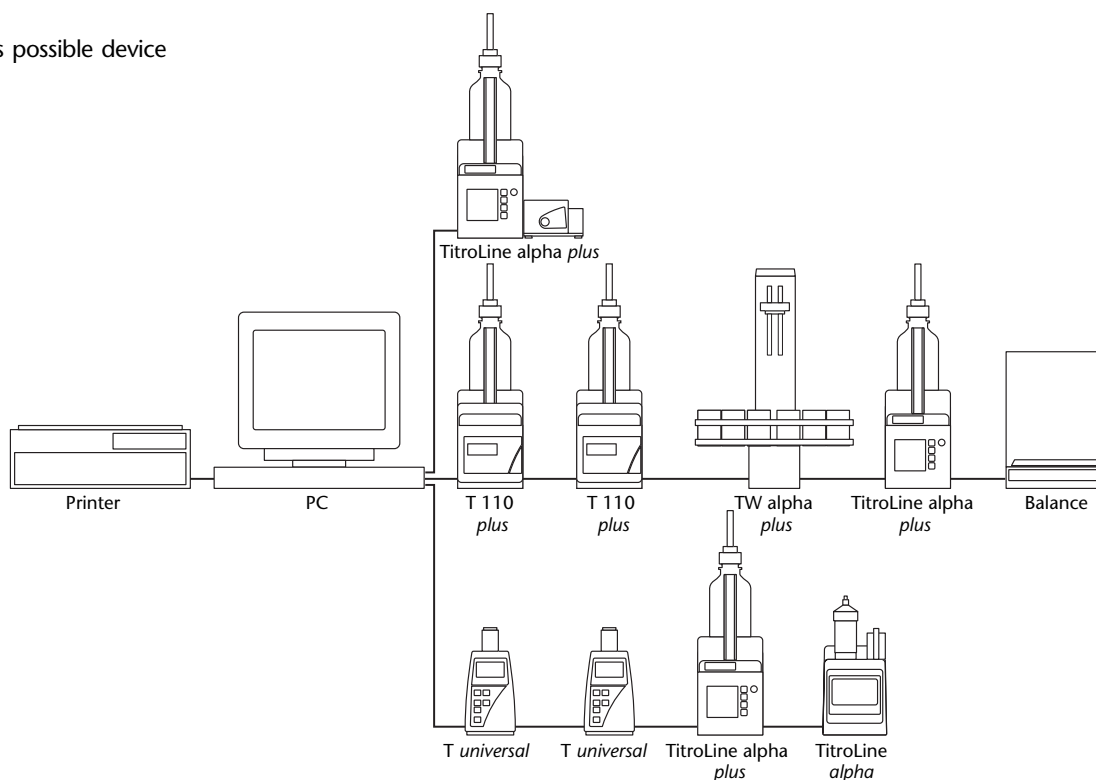 s possible device
TitroLine alpha plus
Printer
PC
T 110
plus
T 110
plus
TW alpha
plus
TitroLine alpha
plus
Balance
T universal
T universal
TitroLine alpha
plus
TitroLine
alpha